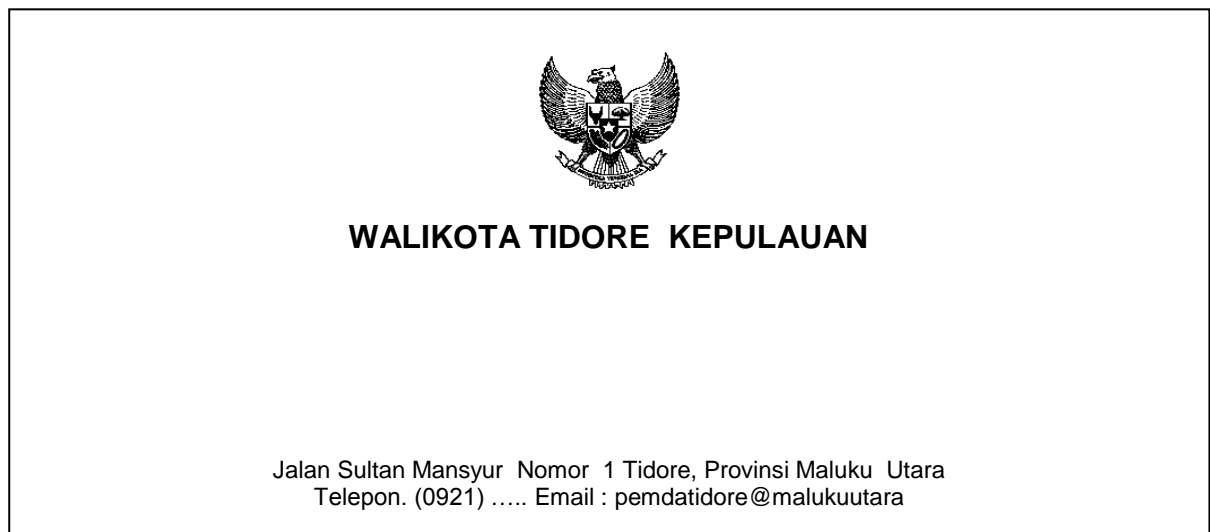 WALIKOTA TIDORE KEPULAUAN
Jalan Sultan Mansyur Nomor 1 Tidore, Provinsi Maluku Utara
Telepon. (0921) ….. Email : pemdatidore@malukuutara